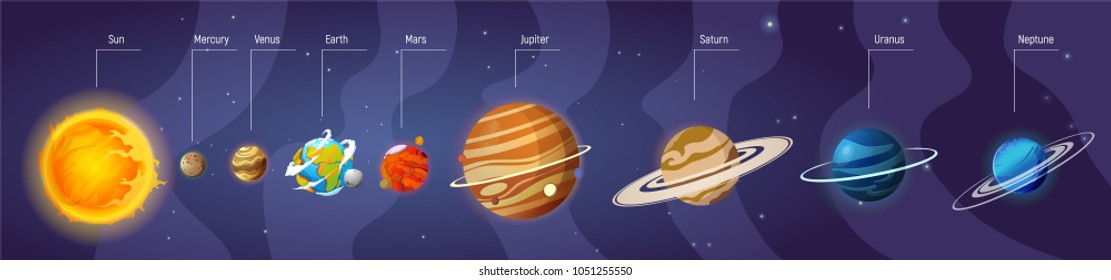 Sun
Mercury
Venus
Earth
Mars
Jupiter
Saturn
Uranus
Neptune
shutterstock.com · 1051255550